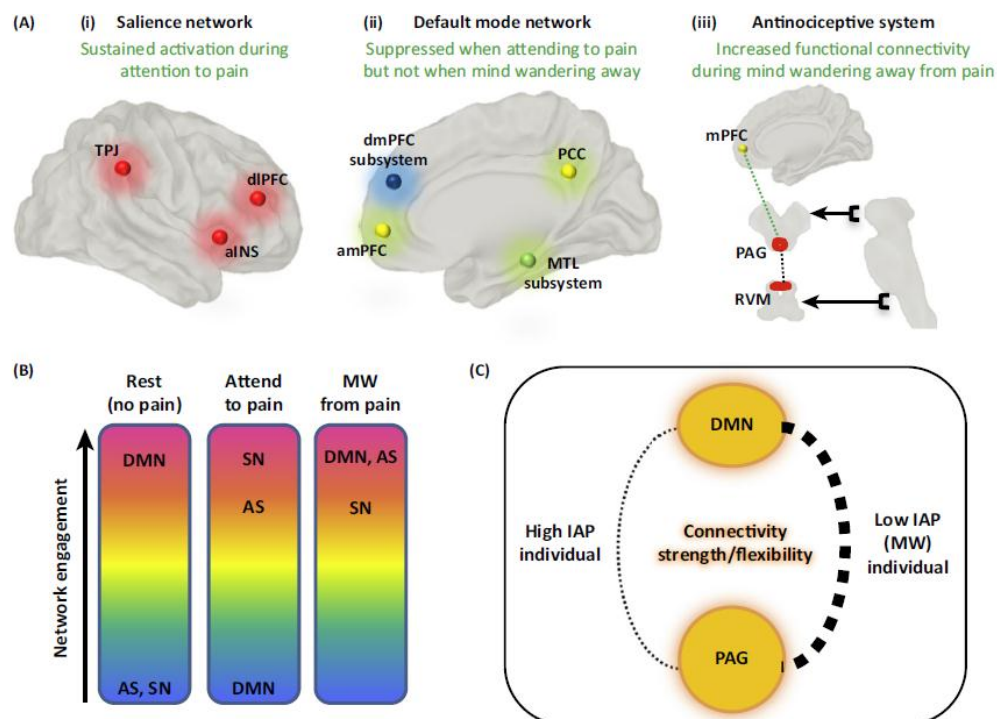 (A) (i) Salience network
Sustained activation during
attention to pain
TPJ
dlPFC
aINS
(ii) Default mode network
Suppressed when attending to pain
but not when mind wandering away
dmPFC
subsystem
PCC
amPFC
MTL
subsystem
(iii) Antinociceptive system
Increased functional connectivity
during mind wandering away from pain
mPFC
PAG
RVM
(B)
Network engagement
Rest
(no pain)
DMN
AS, SN
Attend
to pain
SN
AS
DMN
MW
from pain
DMN, AS
SN
(C)
DMN
High IAP
individual
Connectivity
strength/flexibility
Low IAP
(MW)
individual
PAG